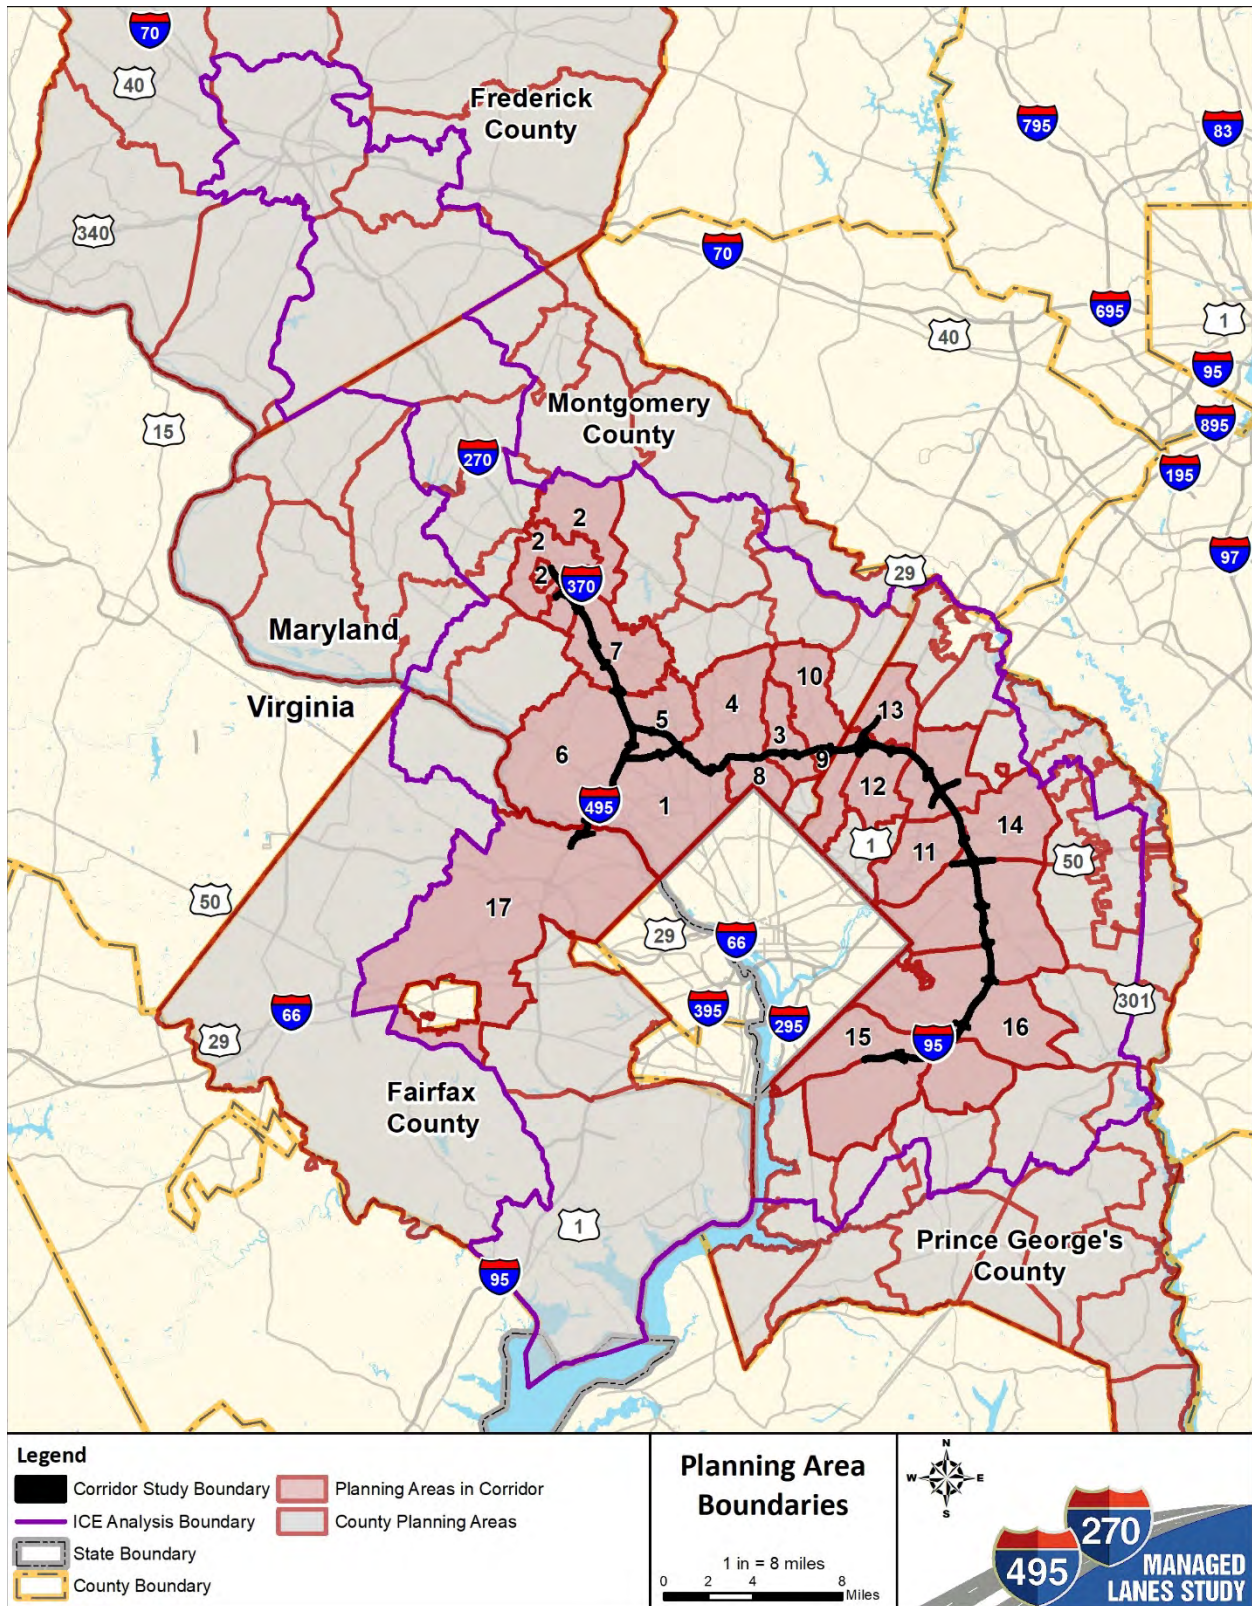 70
40
Frederick
County
795
83
340
70
695
1
40
95
15
Montgomery
County
895
270
195
2
97
2
29
2
370
Maryland
7
10
Virginia
4
13
5
3
6
9
8
12
495
1
14
1
11
50
50
17
29
66
301
66
395
295
16
29
15
95
Fairfax
County
1
Prince George's
County
95
Legend
Corridor Study Boundary
Planning Areas in Corridor
ICE Analysis Boundary
County Planning Areas
State Boundary
County Boundary
Planning Area
Boundaries
1 in = 8 miles
0 2 4 8
Miles
N
W E
S
270
495
MANAGED
LANES STUDY